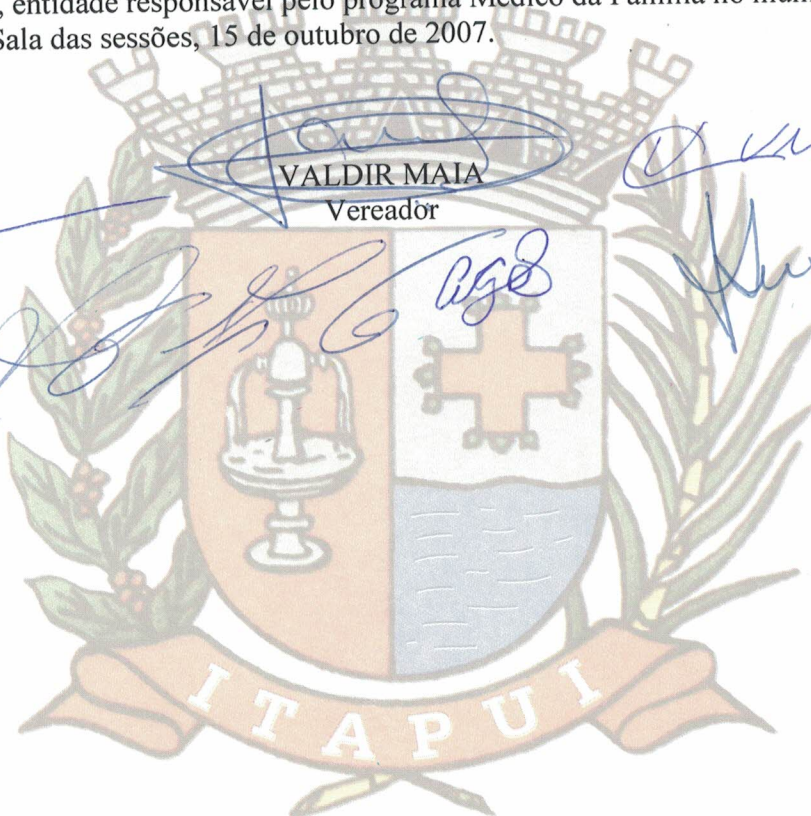 , entidade responsável pelo programa Médico da Família no
Sala das sessões, 15 de outubro de 2007.
VALDIR MAIA
Vereador
ITAPUI